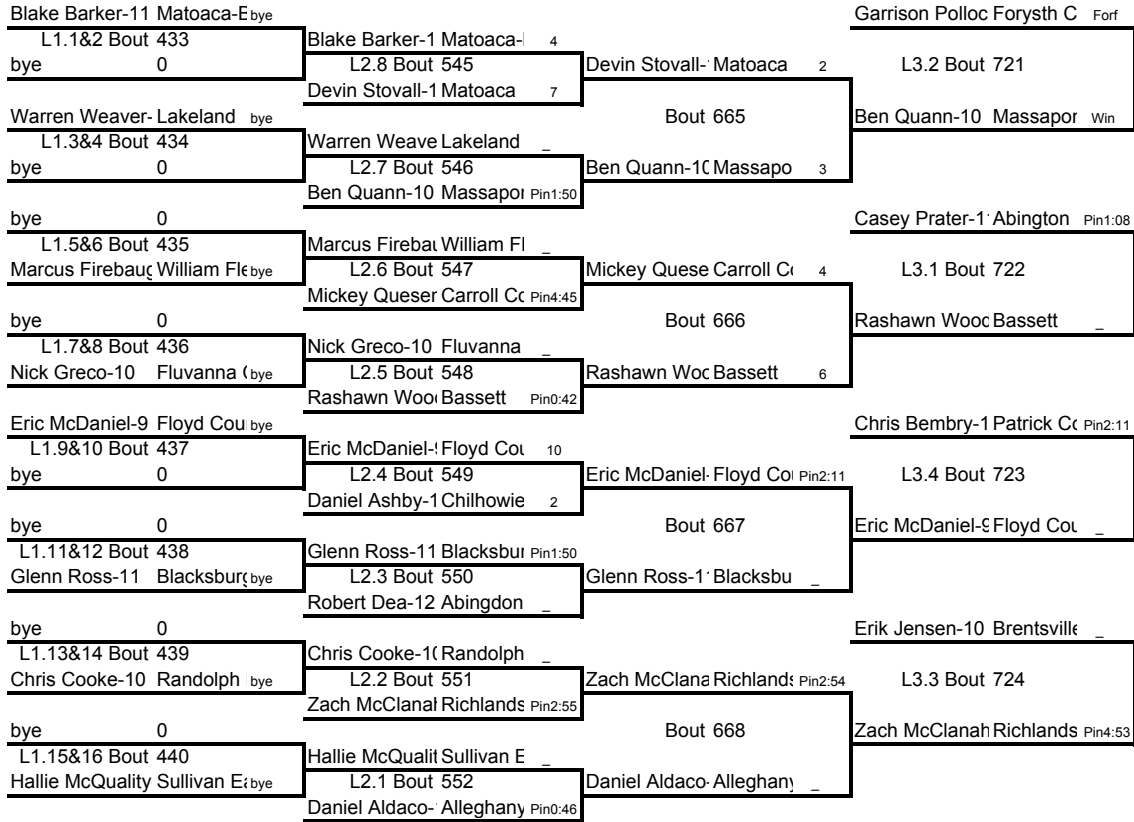 Blake Barker-11 Matoaca-E bye
L1.1&2 Bout 433
bye 0
Warren Weaver- Lakeland bye
L1.3&4 Bout 434
bye 0
bye 0
L1.5&6 Bout 435
Marcus Firebaug William Fle bye
bye 0
L1.7&8 Bout 436
Nick Greco-10 Fluvanna ( bye
Eric McDaniel-9 Floyd Cou bye
L1.9&10 Bout 437
bye 0
bye 0
L1.11&12 Bout 438
Glenn Ross-11 Blacksburg bye
bye 0
L1.13&14 Bout 439
Chris Cooke-10 Randolph bye
bye 0
L1.15&16 Bout 440
Hallie McQuality Sullivan Ea bye
Blake Barker-1 Matoaca- 4
L2.8 Bout 545
Devin Stovall-1 Matoaca 7
Warren Weave Lakeland _
L2.7 Bout 546
Ben Quann-10 Massapor Pin1:50
Marcus Firebau William Fl _
L2.6 Bout 547
Mickey Queser Carroll Co Pin4:45
Nick Greco-10 Fluvanna _
L2.5 Bout 548
Rashawn Wood Bassett Pin0:42
Eric McDaniel-9 Floyd Cou 10
L2.4 Bout 549
Daniel Ashby-1 Chilhowie 2
Glenn Ross-11 Blacksbur Pin1:50
L2.3 Bout 550
Robert Dea-12 Abingdon _
Chris Cooke-10 Randolph _
L2.2 Bout 551
Zach McClanah Richlands Pin2:55
Hallie McQualit Sullivan E _
L2.1 Bout 552
Daniel Aldaco- Alleghany Pin0:46
Devin Stovall- Matoaca 2
Bout 665
Ben Quann-10 Massapo 3
Mickey Quese Carroll Co 4
Bout 666
Rashawn Woo Bassett 6
Eric McDaniel- Floyd Cou Pin2:11
Bout 667
Glenn Ross-1 Blacksbu _
Zach McClana Richlands Pin2:54
Bout 668
Daniel Aldaco- Alleghany _
Garrison Polloc Forysth C Forf
L3.2 Bout 721
Ben Quann-10 Massapor Win
Casey Prater-1 Abington Pin1:08
L3.1 Bout 722
Rashawn Wood Bassett _
Chris Bembry-1 Patrick Co Pin2:11
L3.4 Bout 723
Eric McDaniel-9 Floyd Cou _
Erik Jensen-10 Brentsville _
L3.3 Bout 724
Zach McClanah Richlands Pin4:53